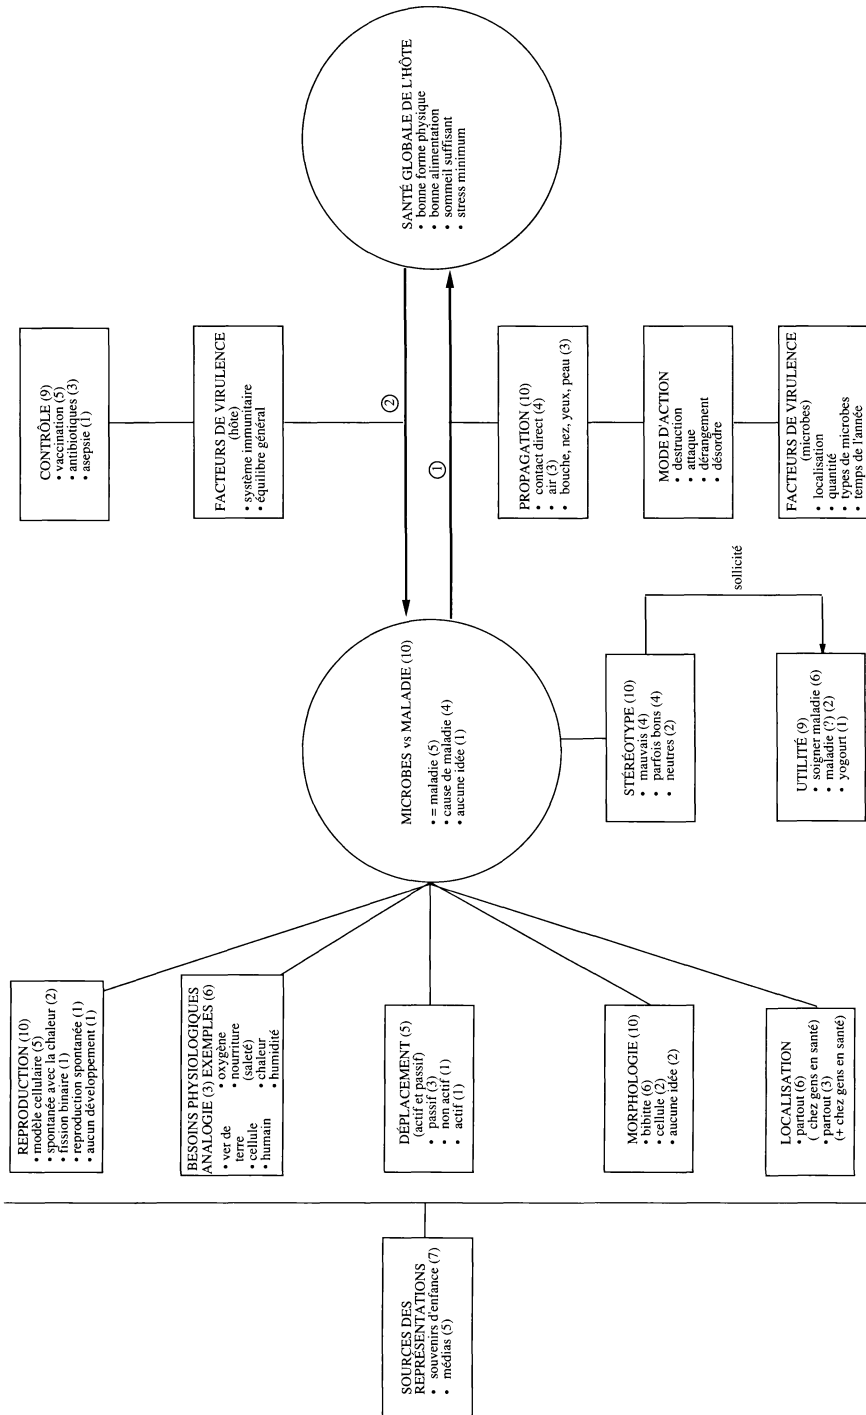 SOURCES DES
REPRÉSENTATIONS
• souvenirs d'enfance (7)
• médias (5)
REPRODUCTION (10)
• modèle cellulaire (5)
• spontanée avec la chaleur (2)
• fission binaire (1)
• reproduction spontanée (1)
• aucun développement (1)
BESOINS PHYSIOLOGIQUES
ANALOGIE (3) EXEMPLES (6)
• ver de • oxygène
terre • nourriture
• cellule (saleté)
• humain • chaleur
• humidité
DÉPLACEMENT (5)
(actif et passif)
• passif (3)
• non actif (1)
• actif (1)
MORPHOLOGIE (10)
• bibitte (6)
• cellule (2)
• aucune idée (2)
LOCALISATION
• partout (6)
( chez gens en santé)
• partout (3)
(+ chez gens en santé)
MICROBES vs MALADIE (10)
• = maladie (5)
• cause de maladie (4)
• aucune idée (1)
STÉRÉOTYPE (10)
• mauvais (4)
• parfois bons (4)
• neutres (2)
sollicité
UTILITÉ (9)
• soigner maladie (6)
• maladie (?) (2)
• yogourt (1)
CONTRÔLE (9)
• vaccination (5)
• antibiotiques (3)
• asepsie (1)
FACTEURS DE VIRULENCE
(hôte)
• système immunitaire
• équilibre général
2
1
PROPAGATION (10)
• contact direct (4)
• air (3)
• bouche, nez, yeux, peau (3)
MODE D'ACTION
• destruction
• attaque
• dérangement
• désordre
FACTEURS DE VIRULENCE
(microbes)
• localisation
• quantité
• types de microbes
• temps de l'année
SANTÉ GLOBALE DE L'HÔTE
• bonne forme physique
• bonne alimentation
• sommeil suffisant
• stress minimum